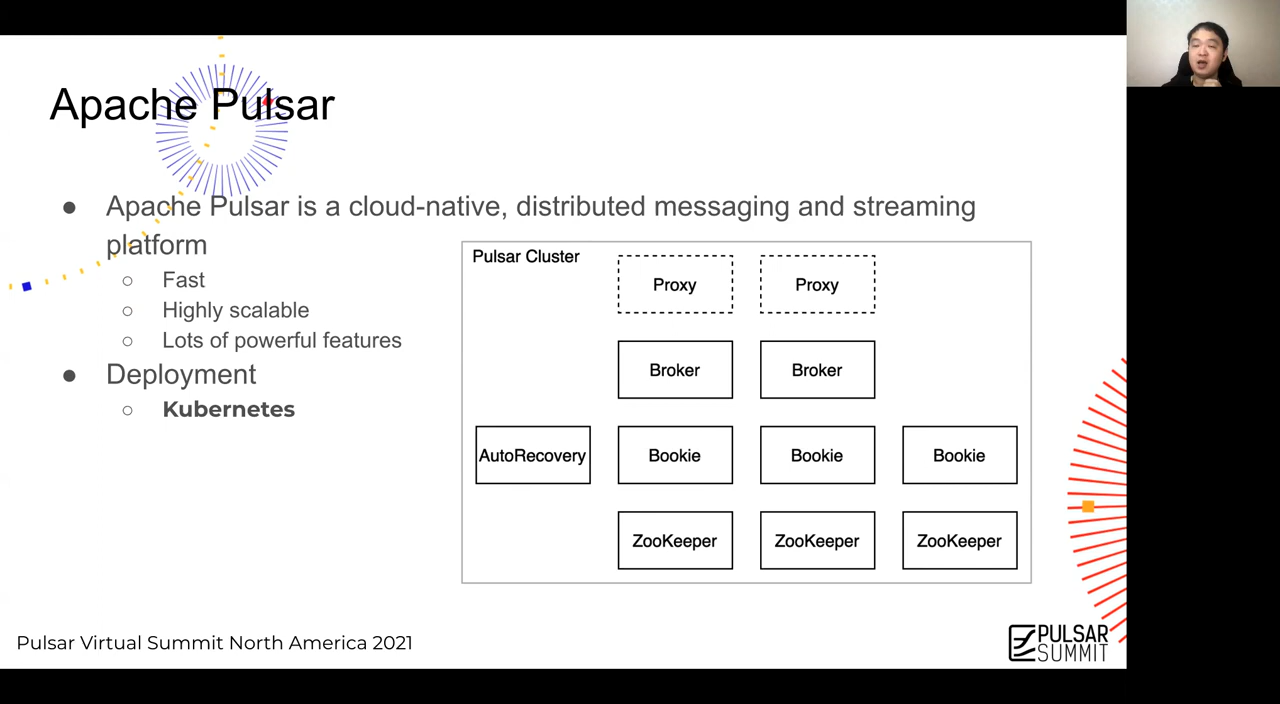 Apache Pulsar
● Apache Pulsar is a cloud-native, distributed messaging and streaming
platform
○ Fast
○ Highly scalable
○ Lots of powerful features
● Deployment
○ Kubernetes
Pulsar Cluster
Proxy Proxy
Broker Broker
AutoRecovery Bookie Bookie Bookie
ZooKeeper ZooKeeper ZooKeeper
Pulsar Virtual Summit North America 2021
PULSAR
SUMMIT